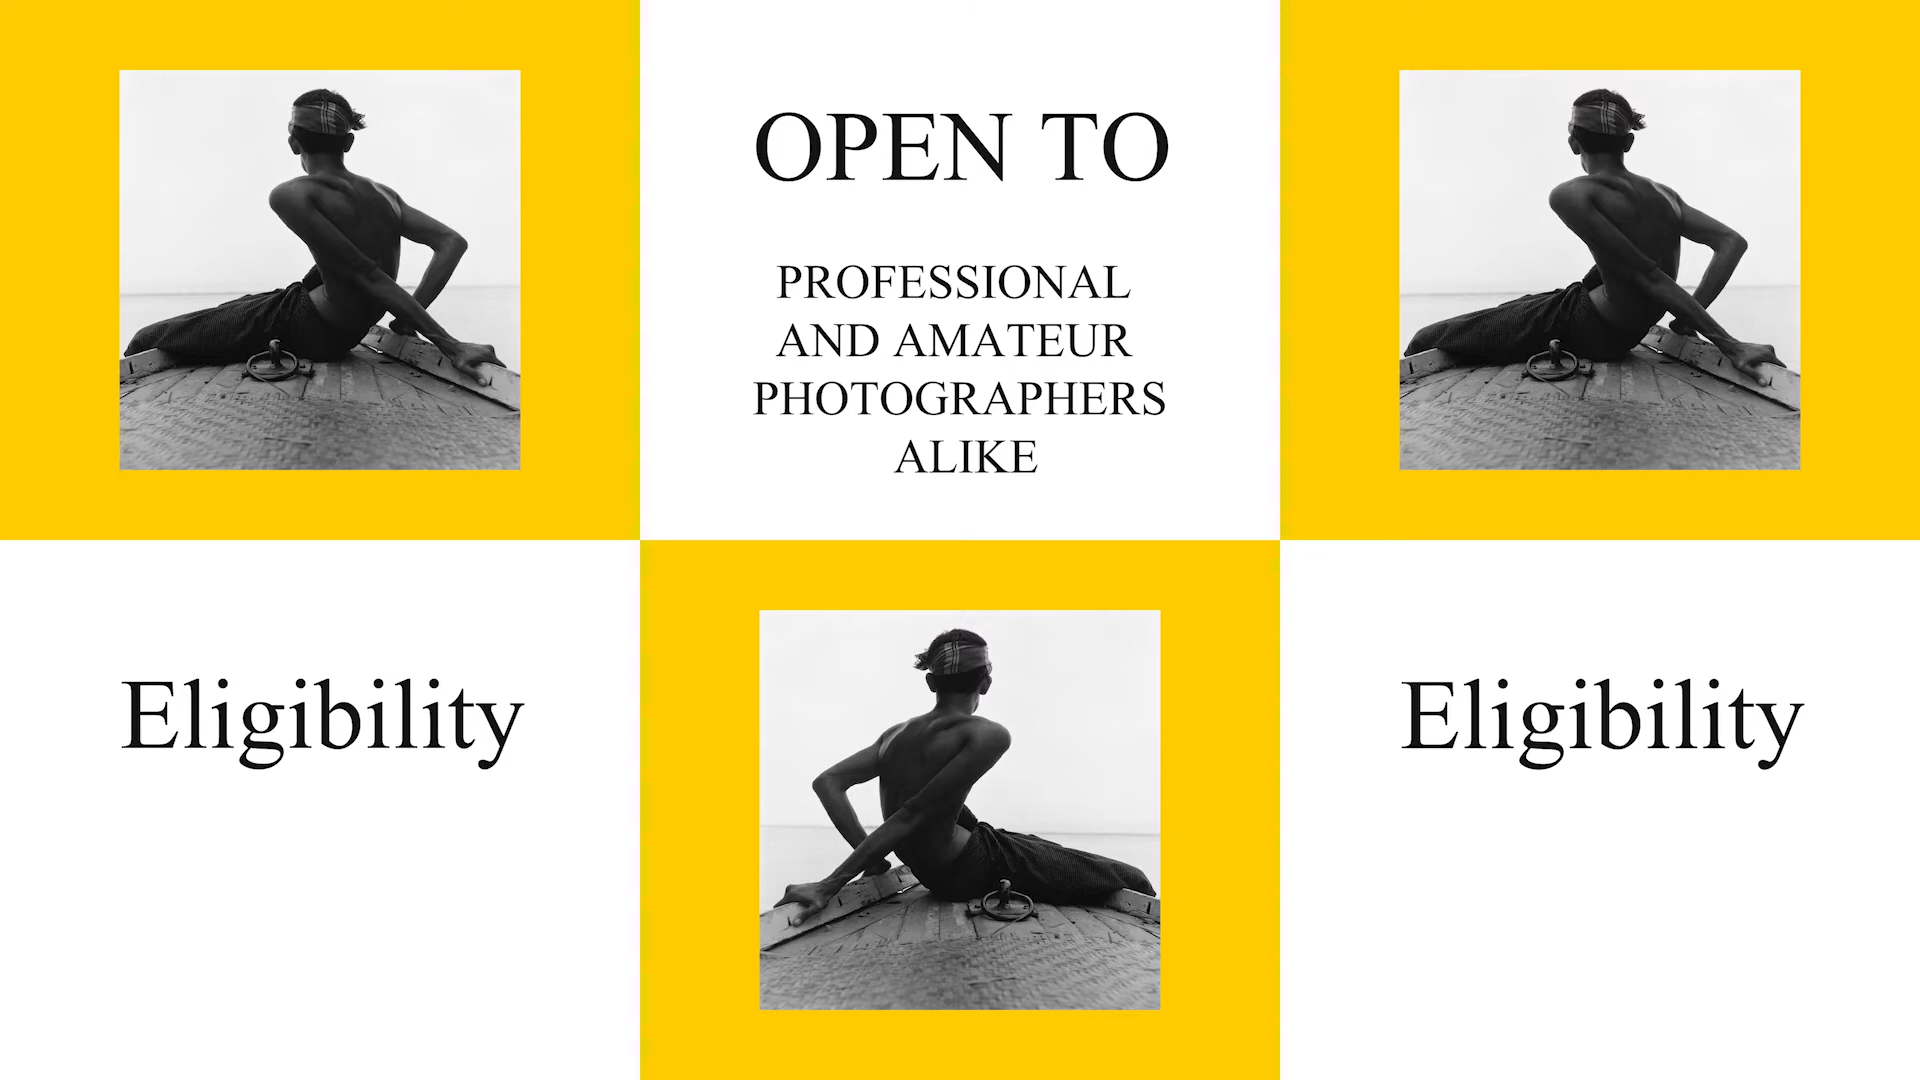 OPEN TO
PROFESSIONAL
AND AMATEUR
PHOTOGRAPHERS
ALIKE
Eligibility
Eligibility